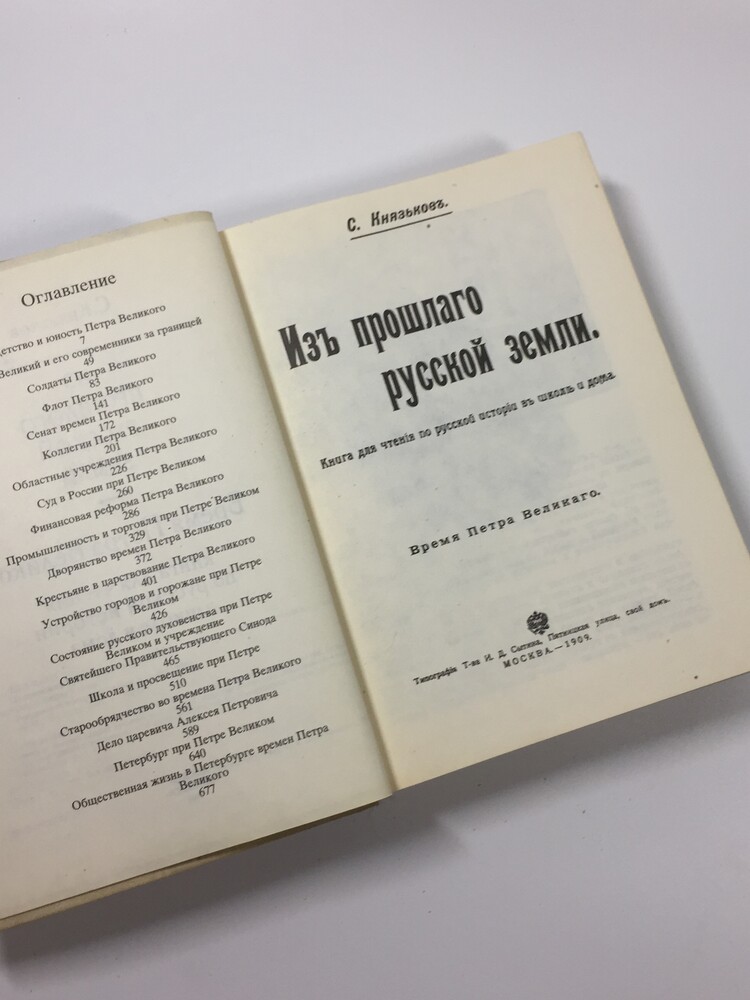 Оглавление
Детство и юность Петра Великого
7
Великий и его современники за границей
49
Солдаты Петра Великого
83
Флот Петра Великого
141
Сенат времен Петра Великого
172
Коллегии Петра Великого
201
Областные учреждения Петра Великого
226
Суд в России при Петре Великом
260
Финансовая реформа Петра Великого
286
Промышленность и торговля при Петре Великом
329
Дворянство времен Петра Великого
372
Крестьяне в царствование Петра Великого
401
Устройство городов и горожане при Петре
Великом
426
Состояние русского духовенства при Петре
Великом и учреждение
Святейшего Правительствующего Синода
465
Школа и просвещение при Петре
510
Старообрядчество во времена Петра Великого
561
Дело царевича Алексея Петровича
589
Петербург при Петре Великом
640
Общественная жизнь в Петербурге времен Петра
Великого
677
С. Князьковъ.
Изъ прошлаго
русской земли.
Книга для чтенія по русской исторіи въ школѣ и дома.
Время Петра Великаго.
Типографія Т-ва И. Д. Сытина, Пятницкая улица, свой домъ.
МОСКВА.—1909.